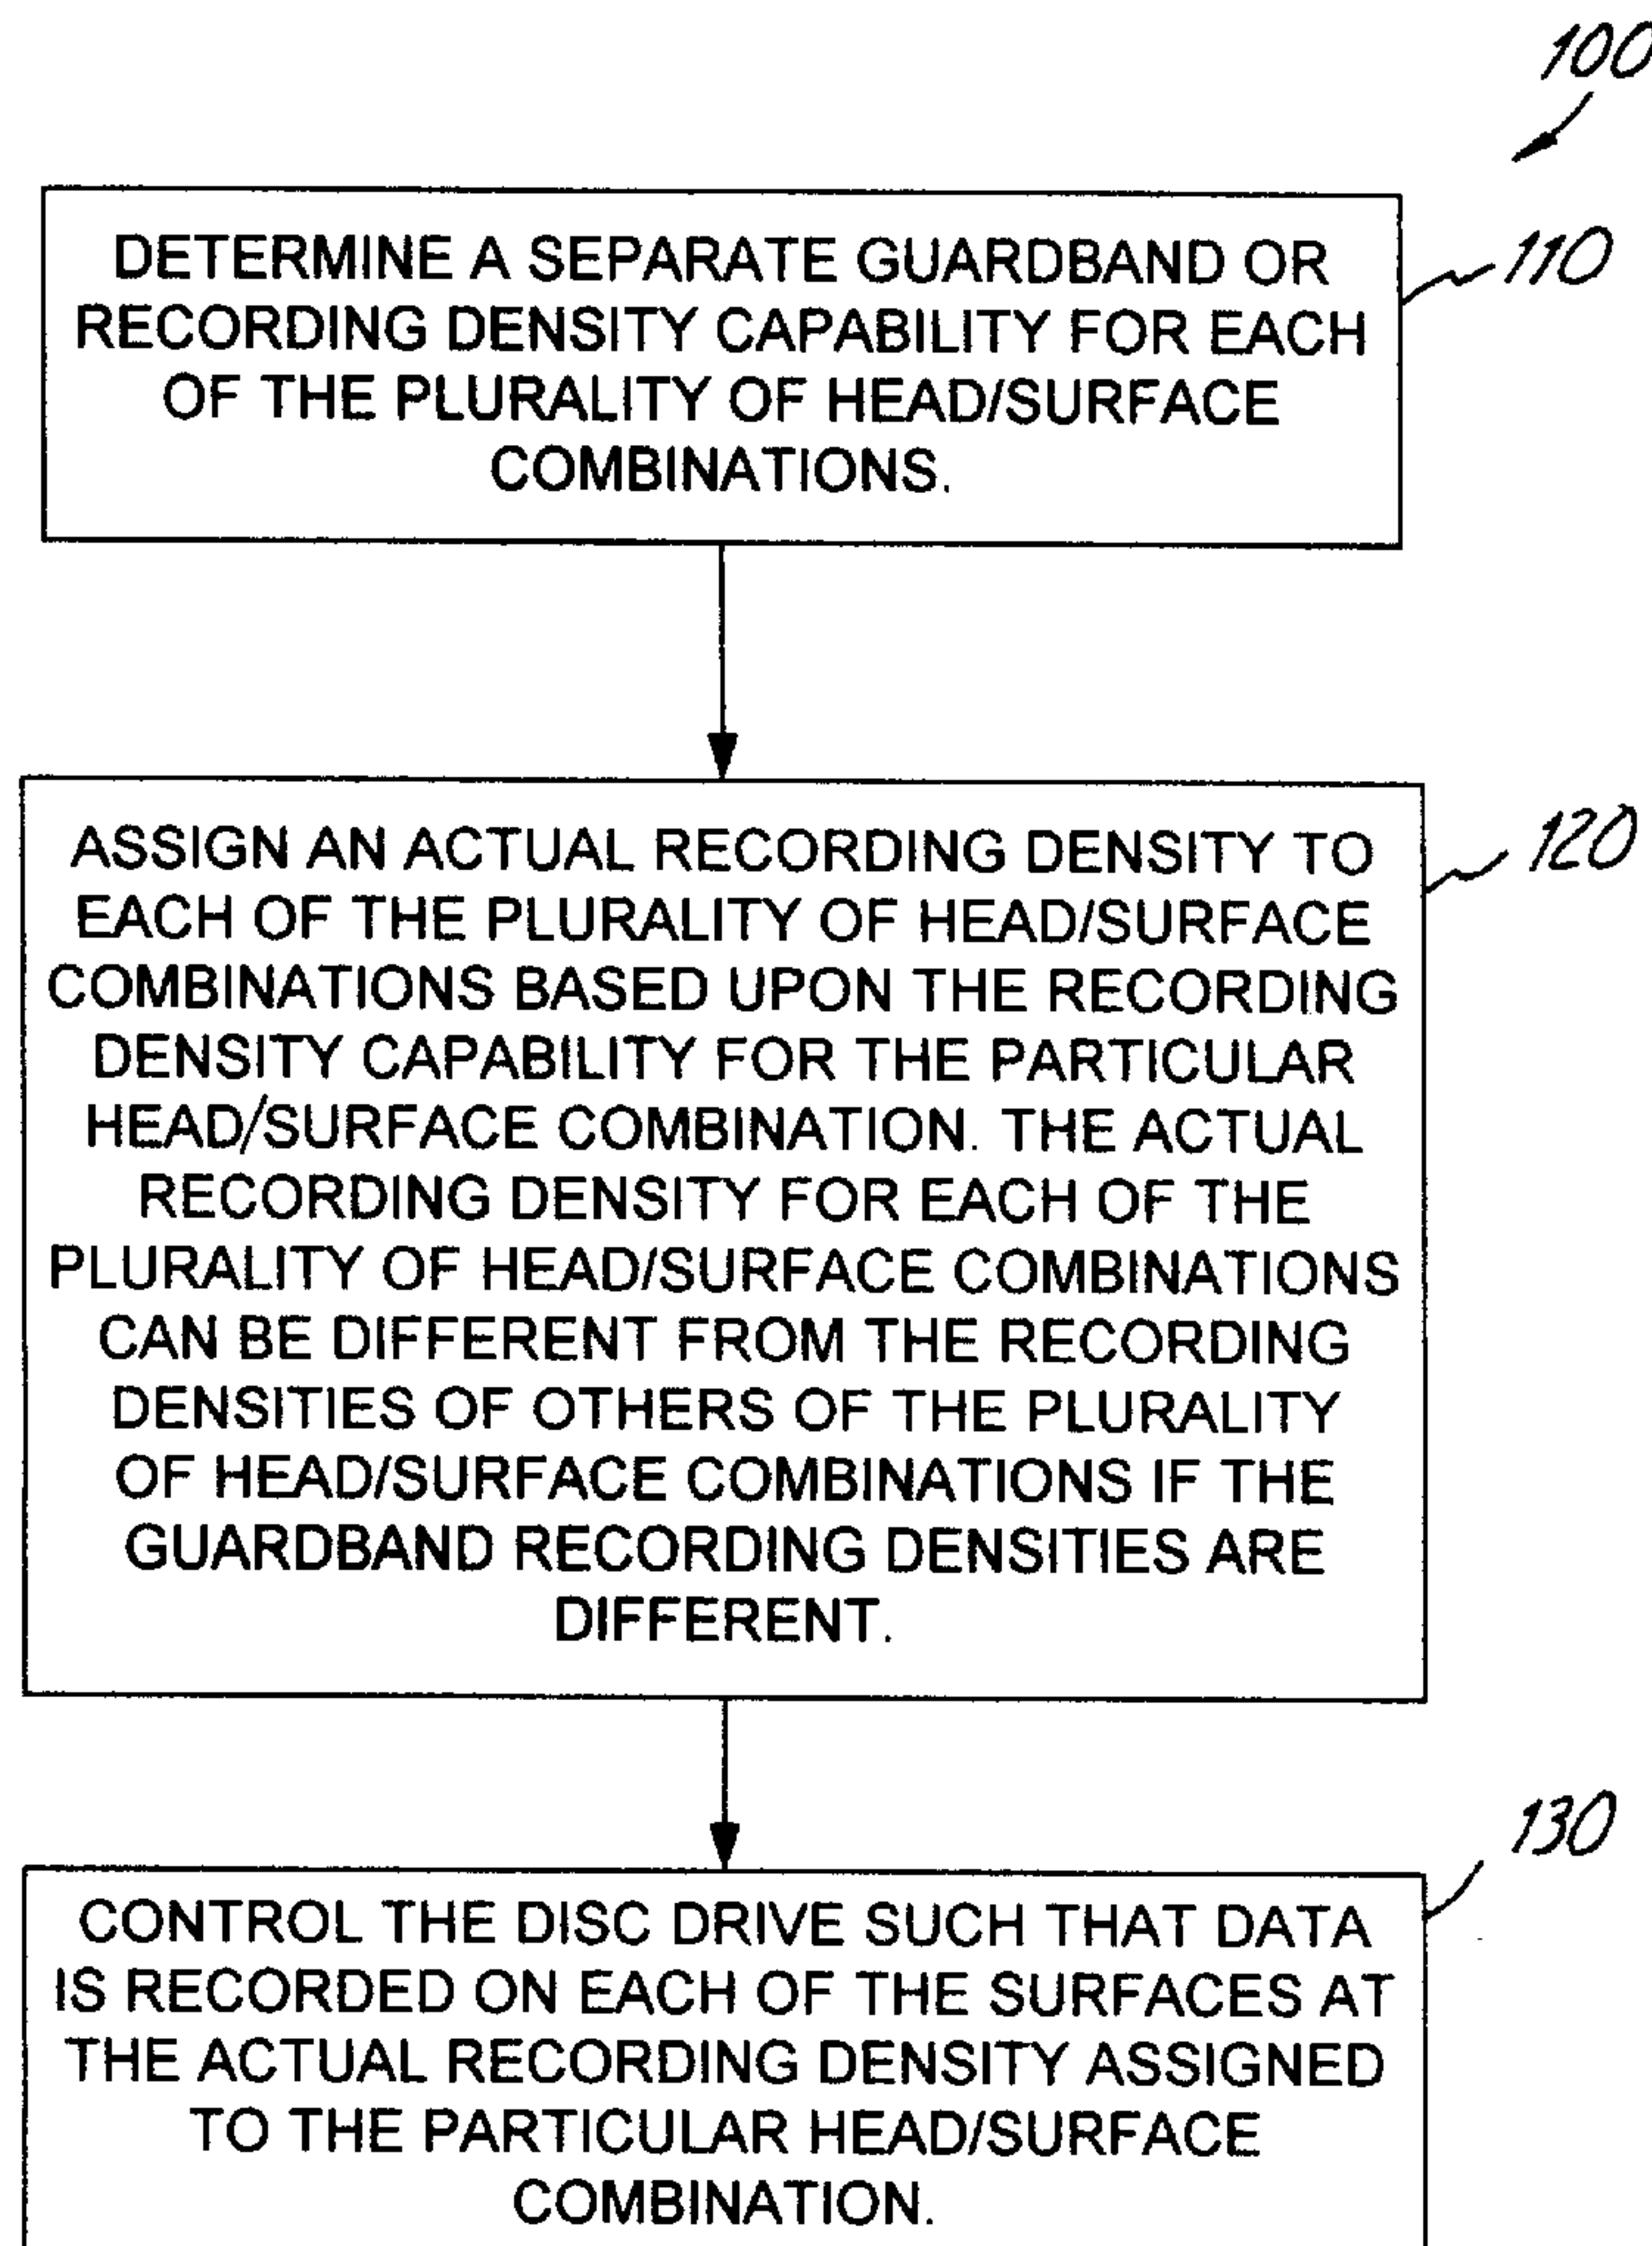 100
DETERMINE A SEPARATE GUARDBAND OR
RECORDING DENSITY CAPABILITY FOR EACH
OF THE PLURALITY OF HEAD/SURFACE
COMBINATIONS.
110
ASSIGN AN ACTUAL RECORDING DENSITY TO
EACH OF THE PLURALITY OF HEAD/SURFACE
COMBINATIONS BASED UPON THE RECORDING
DENSITY CAPABILITY FOR THE PARTICULAR
HEAD/SURFACE COMBINATION. THE ACTUAL
RECORDING DENSITY FOR EACH OF THE
PLURALITY OF HEAD/SURFACE COMBINATIONS
CAN BE DIFFERENT FROM THE RECORDING
DENSITIES OF OTHERS OF THE PLURALITY
OF HEAD/SURFACE COMBINATIONS IF THE
GUARDBAND RECORDING DENSITIES ARE
DIFFERENT.
120
CONTROL THE DISC DRIVE SUCH THAT DATA
IS RECORDED ON EACH OF THE SURFACES AT
THE ACTUAL RECORDING DENSITY ASSIGNED
TO THE PARTICULAR HEAD/SURFACE
COMBINATION.
130